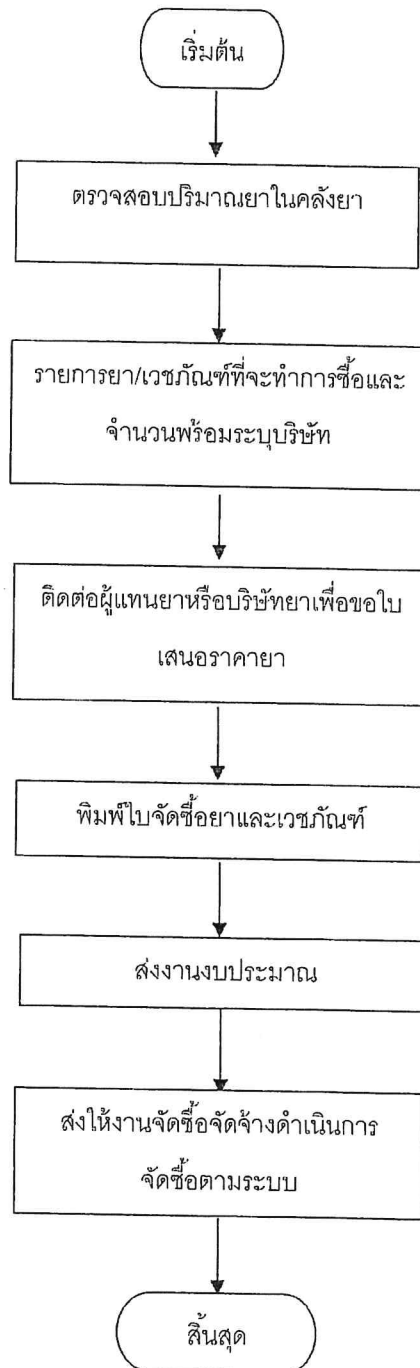 เริ่มต้น
ตรวจสอบปริมาณยาในคลังยา
รายการยา/เวชภัณฑ์ที่จะทำการซื้อและ
จำนวนพร้อมระบุบริษัท
ติดต่อผู้แทนยาหรือบริษัทยาเพื่อขอใบ
เสนอราคายา
พิมพ์ใบจัดซื้อยาและเวชภัณฑ์
ส่งงานงบประมาณ
ส่งให้งานจัดซื้อจัดจ้างดำเนินการ
จัดซื้อตามระบบ
สิ้นสุด